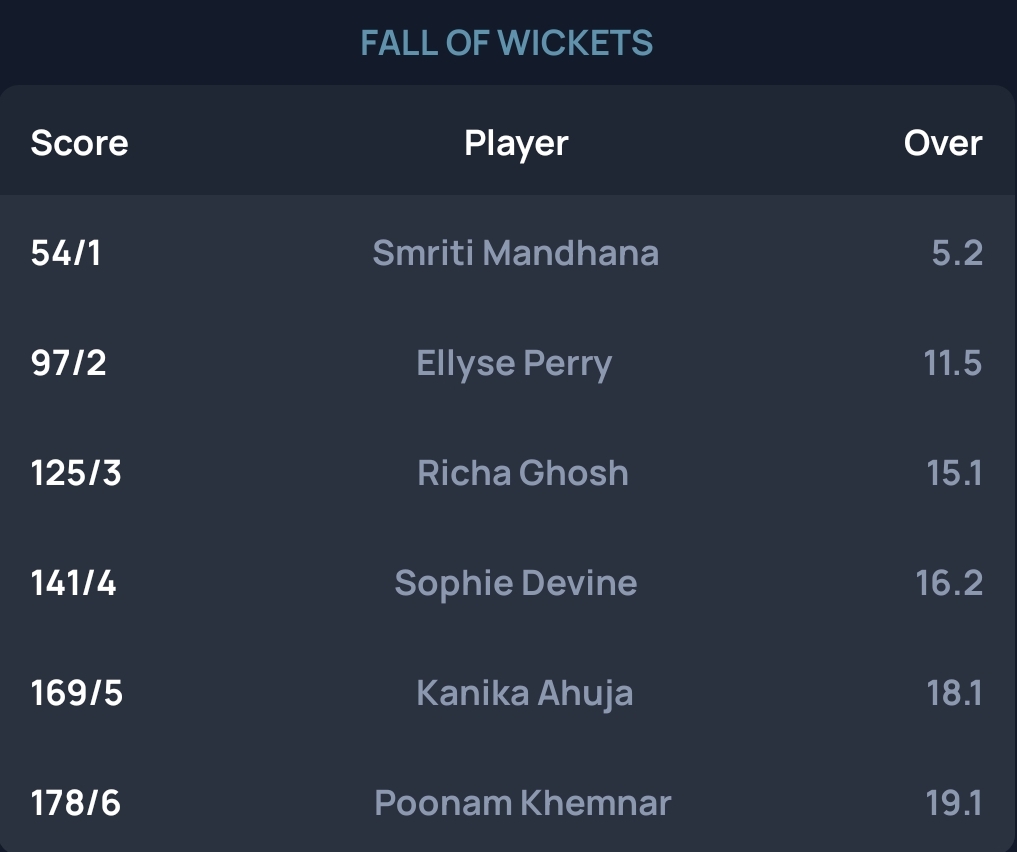 FALL OF WICKETS
Score Player Over
54/1 Smriti Mandhana 5.2
97/2 Ellyse Perry 11.5
125/3 Richa Ghosh 15.1
141/4 Sophie Devine 16.2
169/5 Kanika Ahuja 18.1
178/6 Poonam Khemnar 19.1